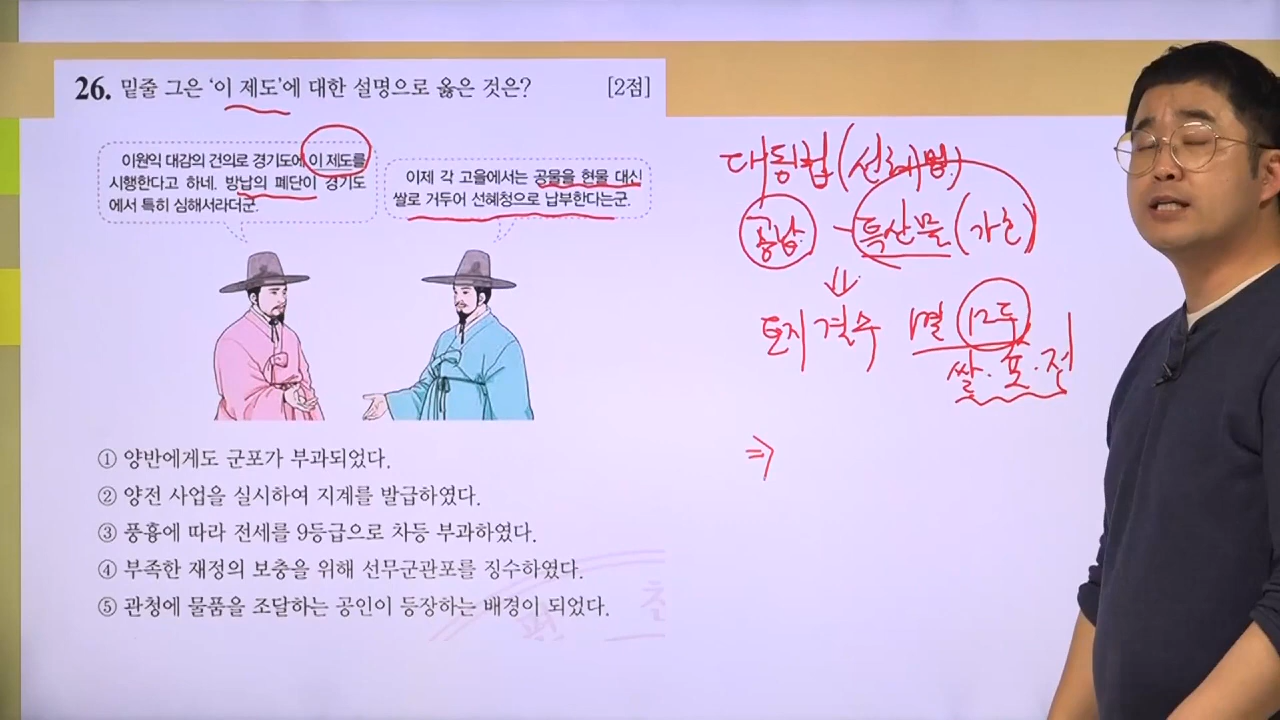 26. 밑줄 그은 ‘이 제도’에 대한 설명으로 옳은 것은? [2점]
이원익 대감의 건의로 경기도에 이 제도를
시행한다고 하네. 방납의 폐단이 경기도
에서 특히 심해서라더군.
이제 각 고을에서는 공물을 현물 대신
쌀로 거두어 선혜청으로 납부한다는군.
① 양반에게도 군포가 부과되었다.
② 양전 사업을 실시하여 지계를 발급하였다.
③ 풍흉에 따라 전세를 9등급으로 차등 부과하였다.
④ 부족한 재정의 보충을 위해 선무군관포를 징수하였다.
⑤ 관청에 물품을 조달하는 공인이 등장하는 배경이 되었다.
대동법(선혜법)
공납 - 특산물(가호)
⇓
토지결수 1결 12두
쌀·포·전
⇒